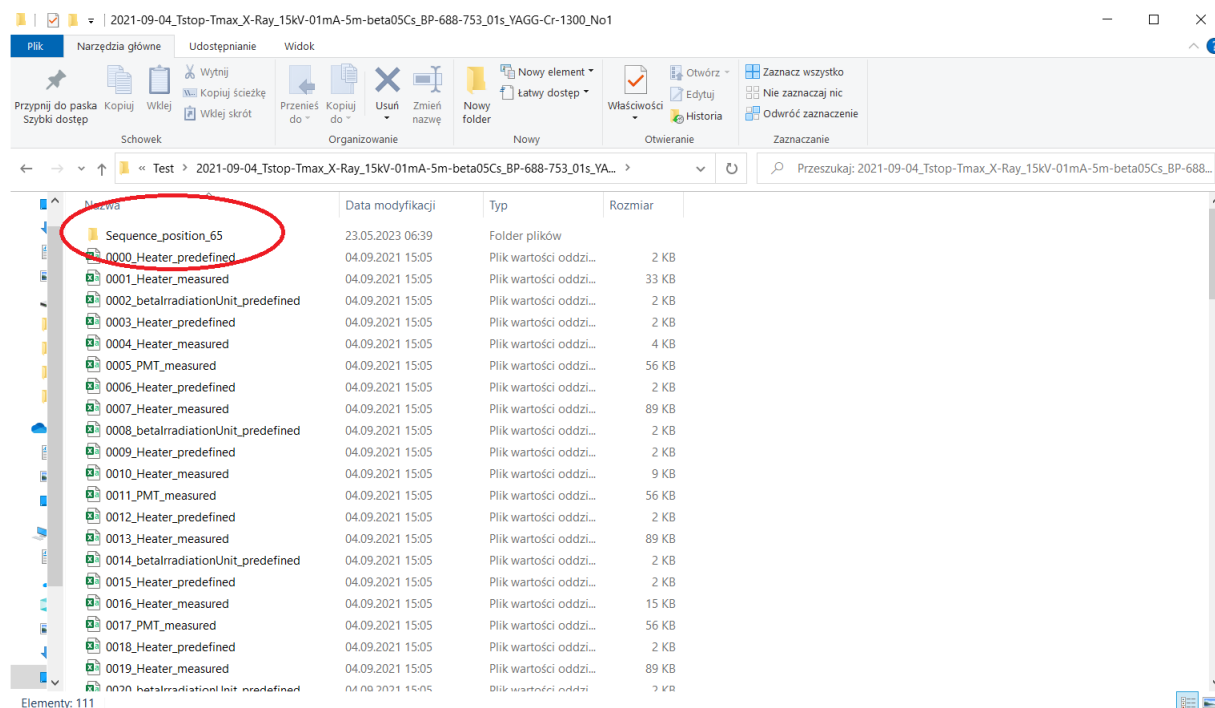 2021-09-04_Tstop-Tmax_X-Ray_15kV-01mA-5m-beta05Cs_BP-688-753_01s_YAGG-Cr-1300_No1
Plik Narzędzia główne Udostępnianie Widok
Przypnij do paska Szybki dostęp
Kopiuj
Wklej
Wytnij
Kopiuj ścieżkę
Wklej skrót
Schowek
Przenieś do
Kopiuj do
Usuń
Zmień nazwę
Organizowanie
Nowy folder
Nowy element
Łatwy dostęp
Nowy
Właściwości
Otwórz
Edytuj
Historia
Otwieranie
Zaznacz wszystko
Nie zaznaczaj nic
Odwróć zaznaczenie
Zaznaczanie
« Test > 2021-09-04_Tstop-Tmax_X-Ray_15kV-01mA-5m-beta05Cs_BP-688-753_01s_YA... >
Przeszukaj: 2021-09-04_Tstop-Tmax_X-Ray_15kV-01mA-5m-beta05Cs_BP-688...
Nazwa Data modyfikacji Typ Rozmiar
Sequence_position_65 23.05.2023 06:39 Folder plików
0000_Heater_predefined 04.09.2021 15:05 Plik wartości oddzi... 2 KB
0001_Heater_measured 04.09.2021 15:05 Plik wartości oddzi... 33 KB
0002_betaIrradiationUnit_predefined 04.09.2021 15:05 Plik wartości oddzi... 2 KB
0003_Heater_predefined 04.09.2021 15:05 Plik wartości oddzi... 2 KB
0004_Heater_measured 04.09.2021 15:05 Plik wartości oddzi... 4 KB
0005_PMT_measured 04.09.2021 15:05 Plik wartości oddzi... 56 KB
0006_Heater_predefined 04.09.2021 15:05 Plik wartości oddzi... 2 KB
0007_Heater_measured 04.09.2021 15:05 Plik wartości oddzi... 89 KB
0008_betaIrradiationUnit_predefined 04.09.2021 15:05 Plik wartości oddzi... 2 KB
0009_Heater_predefined 04.09.2021 15:05 Plik wartości oddzi... 2 KB
0010_Heater_measured 04.09.2021 15:05 Plik wartości oddzi... 9 KB
0011_PMT_measured 04.09.2021 15:05 Plik wartości oddzi... 56 KB
0012_Heater_predefined 04.09.2021 15:05 Plik wartości oddzi... 2 KB
0013_Heater_measured 04.09.2021 15:05 Plik wartości oddzi... 89 KB
0014_betaIrradiationUnit_predefined 04.09.2021 15:05 Plik wartości oddzi... 2 KB
0015_Heater_predefined 04.09.2021 15:05 Plik wartości oddzi... 2 KB
0016_Heater_measured 04.09.2021 15:05 Plik wartości oddzi... 15 KB
0017_PMT_measured 04.09.2021 15:05 Plik wartości oddzi... 56 KB
0018_Heater_predefined 04.09.2021 15:05 Plik wartości oddzi... 2 KB
0019_Heater_measured 04.09.2021 15:05 Plik wartości oddzi... 89 KB
0020_betaIrradiationUnit_predefined 04.09.2021 15:05 Plik wartości oddzi... 2 KB
Elementy: 111